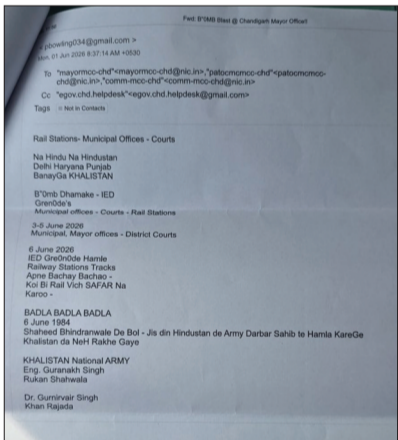 Fwd: B"0MB Blast @ Chandigarh Mayor Office!!
< pbowling034@gmail.com >
Mon, 01 Jun 2026 8:37:14 AM +0530
To "mayormcc-chd"<mayormcc-chd@nic.in>,"patocmcmcc-chd"<patocmcmcc-
chd@nic.in>,"comm-mcc-chd"<comm-mcc-chd@nic.in>
Cc "egov.chd.helpdesk"<egov.chd.helpdesk@gmail.com>
Tags Not in Contacts
Rail Stations- Municipal Offices - Courts
Na Hindu Na Hindustan
Delhi Haryana Punjab
BanayGa KHALISTAN
B"0mb Dhamake - IED
Gren0de's
Municipal offices - Courts - Rail Stations
3-5 June 2026
Municipal, Mayor offices - District Courts
6 June 2026
IED Gre0n0de Hamle
Railway Stations Tracks
Apne Bachay Bachao -
Koi Bi Rail Vich SAFAR Na
Karoo -
BADLA BADLA BADLA
6 June 1984
Shaheed Bhindranwale De Bol - Jis din Hindustan de Army Darbar Sahib te Hamla KareGe
Khalistan da NeH Rakhe Gaye
KHALISTAN National ARMY
Eng. Guranakh Singh
Rukan Shahwala
Dr. Gurnirvair Singh
Khan Rajada